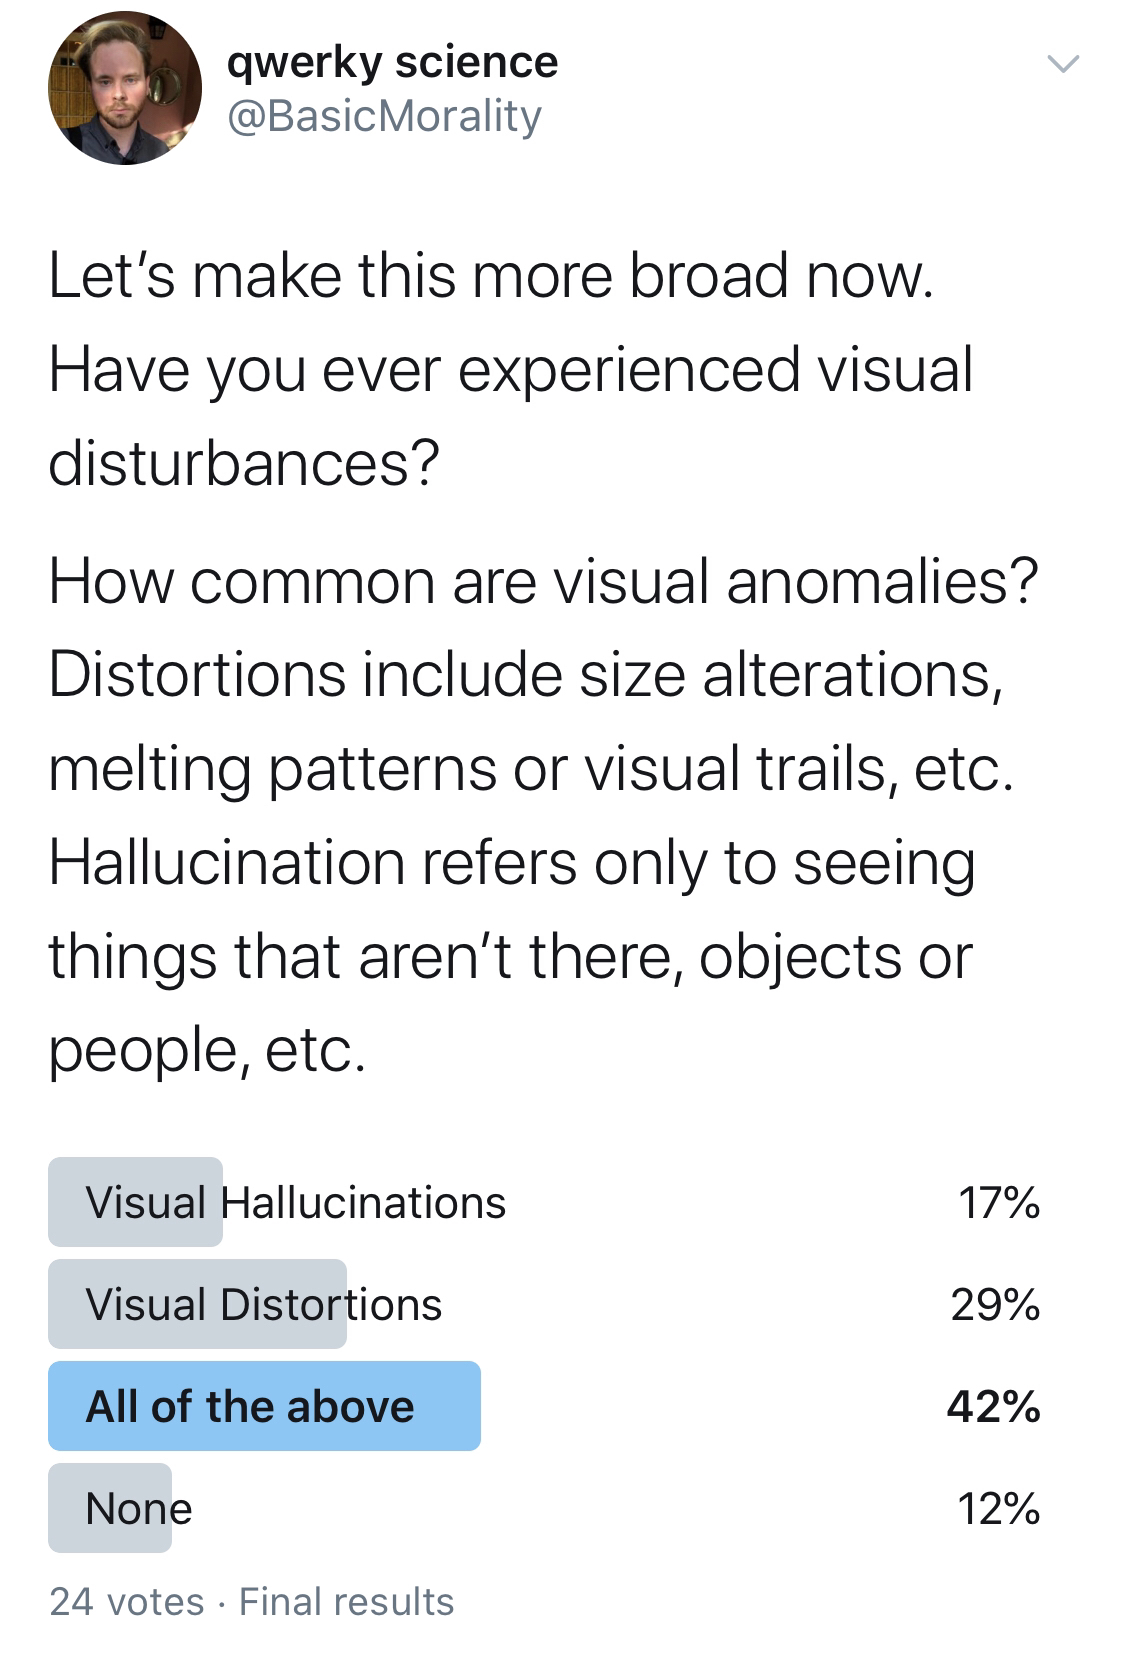 qwerky science
@BasicMorality
Let’s make this more broad now.
Have you ever experienced visual
disturbances?
How common are visual anomalies?
Distortions include size alterations,
melting patterns or visual trails, etc.
Hallucination refers only to seeing
things that aren’t there, objects or
people, etc.
Visual Hallucinations 17%
Visual Distortions 29%
All of the above 42%
None 12%
24 votes · Final results